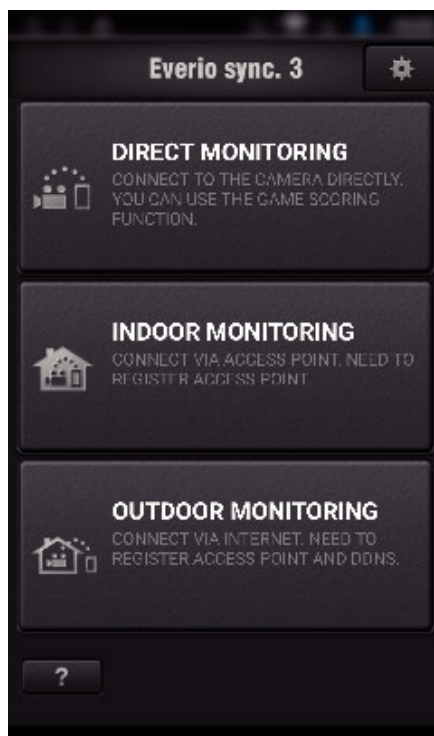 Everio sync. 3
DIRECT MONITORING
CONNECT TO THE CAMERA DIRECTLY.
YOU CAN USE THE GAME SCORING
FUNCTION.
INDOOR MONITORING
CONNECT VIA ACCESS POINT. NEED TO
REGISTER ACCESS POINT
OUTDOOR MONITORING
CONNECT VIA INTERNET. NEED TO
REGISTER ACCESS POINT AND DDNS.
?